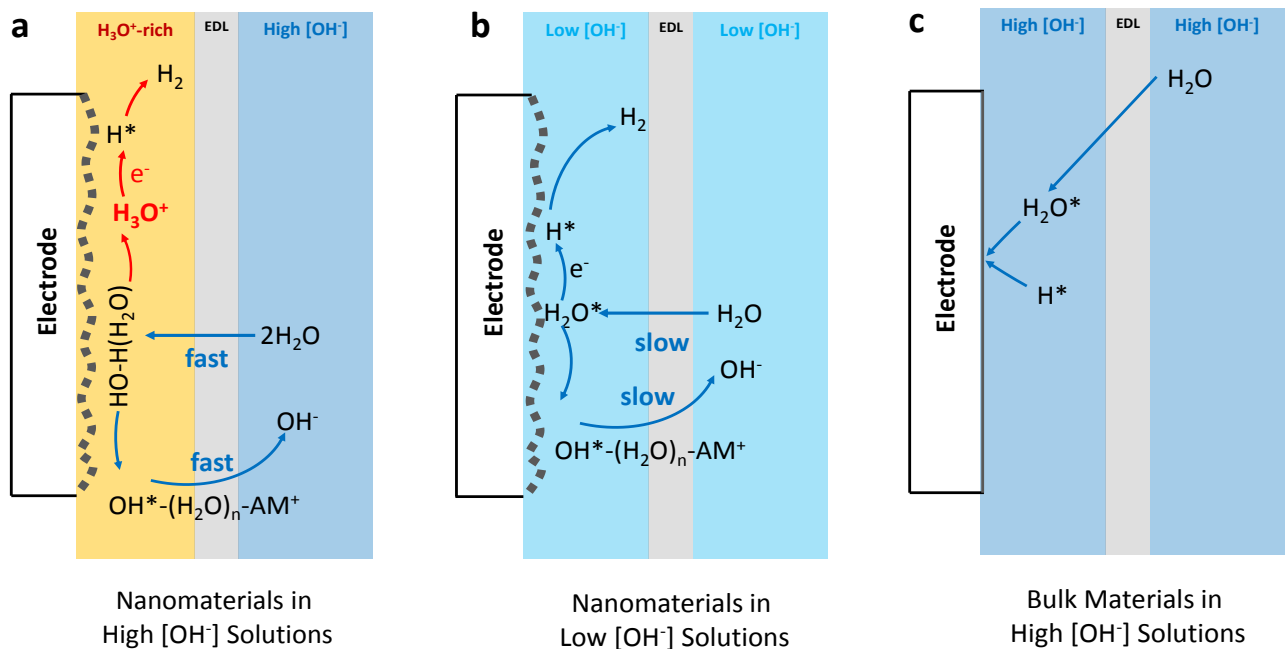 a
H₃O⁺-rich
EDL
High [OH⁻]
H₂
H*
e⁻
H₃O⁺
Electrode
HO-H(H₂O)
2H₂O
fast
OH⁻
fast
OH*-(H₂O)ₙ-AM⁺
Nanomaterials in
High [OH⁻] Solutions
b
Low [OH⁻]
EDL
Low [OH⁻]
H₂
H*
e⁻
Electrode
H₂O*
H₂O
slow
OH⁻
slow
OH*-(H₂O)ₙ-AM⁺
Nanomaterials in
Low [OH⁻] Solutions
c
High [OH⁻]
EDL
High [OH⁻]
H₂O
H₂O*
Electrode
H*
Bulk Materials in
High [OH⁻] Solutions